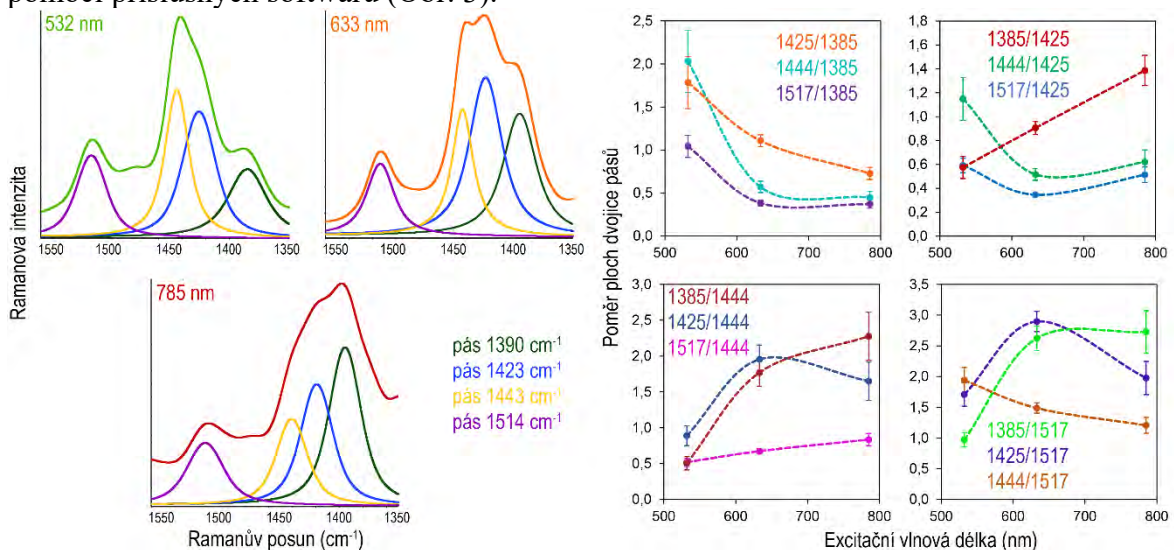 pomocí příslušných softwarů (Obr. 3).
532 nm
633 nm
Ramanova intenzita
1550 1500 1450 1400 1350
1550 1500 1450 1400 1350
785 nm
pás 1390 cm⁻¹
pás 1423 cm⁻¹
pás 1443 cm⁻¹
pás 1514 cm⁻¹
1550 1500 1450 1400 1350
Ramanův posun (cm⁻¹)
Poměr ploch dvojice pásů
2,5
2,0
1,5
1,0
0,5
0,0
1425/1385
1444/1385
1517/1385
500 600 700 800
1,8
1,6
1,4
1,2
1,0
0,8
0,6
0,4
0,2
0,0
1385/1425
1444/1425
1517/1425
500 600 700 800
3,0
2,5
2,0
1,5
1,0
0,5
0,0
1385/1444
1425/1444
1517/1444
500 600 700 800
3,5
3,0
2,5
2,0
1,5
1,0
0,5
0,0
1385/1517
1425/1517
1444/1517
500 600 700 800
Excitační vlnová délka (nm)